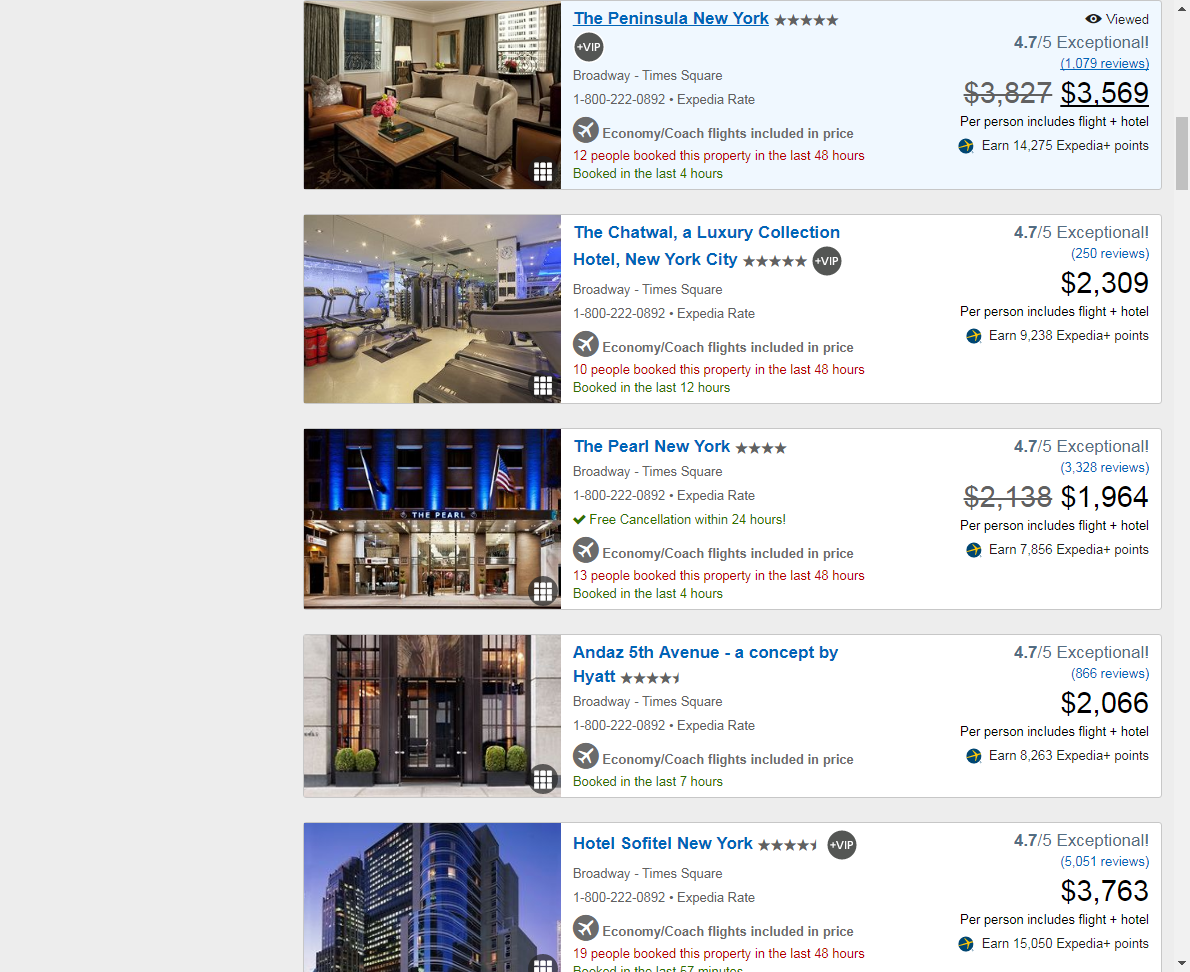 The Peninsula New York
Viewed
+VIP
4.7/5 Exceptional!
(1,079 reviews)
Broadway - Times Square
$3,827 $3,569
1-800-222-0892 • Expedia Rate
Per person includes flight + hotel
Economy/Coach flights included in price
Earn 14,275 Expedia+ points
12 people booked this property in the last 48 hours
Booked in the last 4 hours
The Chatwal, a Luxury Collection
Hotel, New York City +VIP
4.7/5 Exceptional!
(250 reviews)
$2,309
Broadway - Times Square
1-800-222-0892 • Expedia Rate
Per person includes flight + hotel
Earn 9,238 Expedia+ points
Economy/Coach flights included in price
10 people booked this property in the last 48 hours
Booked in the last 12 hours
THE PEARL
The Pearl New York
4.7/5 Exceptional!
Broadway - Times Square
(3,328 reviews)
1-800-222-0892 • Expedia Rate
$2,138 $1,964
Free Cancellation within 24 hours!
Per person includes flight + hotel
Economy/Coach flights included in price
Earn 7,856 Expedia+ points
13 people booked this property in the last 48 hours
Booked in the last 4 hours
Andaz 5th Avenue - a concept by
Hyatt
4.7/5 Exceptional!
(866 reviews)
Broadway - Times Square
$2,066
1-800-222-0892 • Expedia Rate
Per person includes flight + hotel
Economy/Coach flights included in price
Earn 8,263 Expedia+ points
Booked in the last 7 hours
Hotel Sofitel New York +VIP
4.7/5 Exceptional!
(5,051 reviews)
Broadway - Times Square
$3,763
1-800-222-0892 • Expedia Rate
Per person includes flight + hotel
Economy/Coach flights included in price
Earn 15,050 Expedia+ points
19 people booked this property in the last 48 hours
Booked in the last 57 minutes